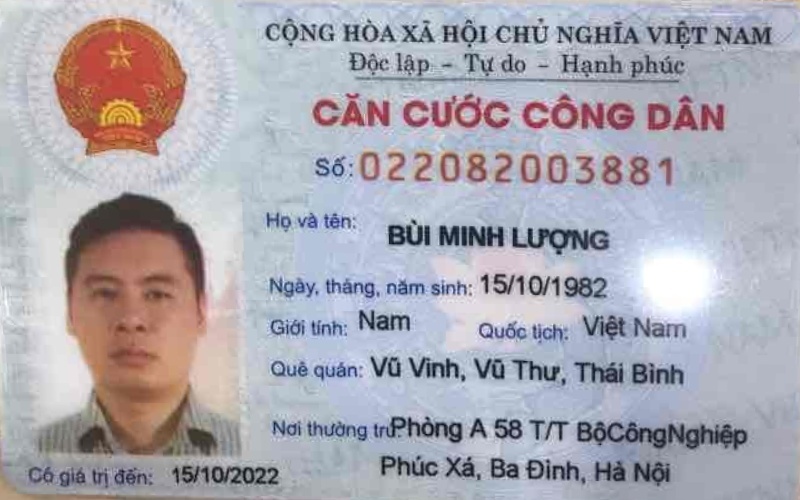 CỘNG HÒA XÃ HỘI CHỦ NGHĨA VIỆT NAM
Độc lập - Tự do - Hạnh phúc
CĂN CƯỚC CÔNG DÂN
Số: 022082003881
Họ và tên: BÙI MINH LƯỢNG
Ngày, tháng, năm sinh: 15/10/1982
Giới tính: Nam Quốc tịch: Việt Nam
Quê quán: Vũ Vinh, Vũ Thư, Thái Bình
Nơi thường trú: Phòng A 58 T/T BộCôngNghiệp
Phúc Xá, Ba Đình, Hà Nội
Có giá trị đến: 15/10/2022